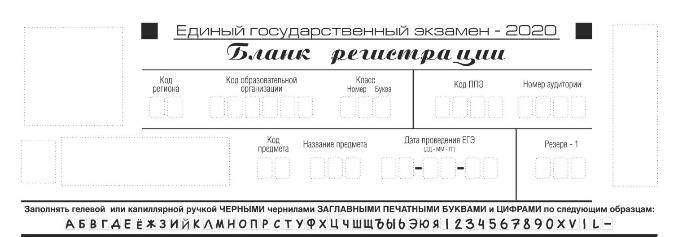 Единый государственный экзамен - 2020
Бланк регистрации
Код региона
Код образовательной организации
Класс
Номер Буква
Код ППЭ
Номер аудитории
Код предмета
Название предмета
Дата проведения ЕГЭ
(ДД-ММ-ГГ)
Резерв - 1
Заполнять гелевой или капиллярной ручкой ЧЕРНЫМИ чернилами ЗАГЛАВНЫМИ ПЕЧАТНЫМИ БУКВАМИ и ЦИФРАМИ по следующим образцам:
АБВГДЕЁЖЗИЙКЛМНОПРСТУФХЦЧШЩЪЫЬЭЮЯ1234567890XVIL-